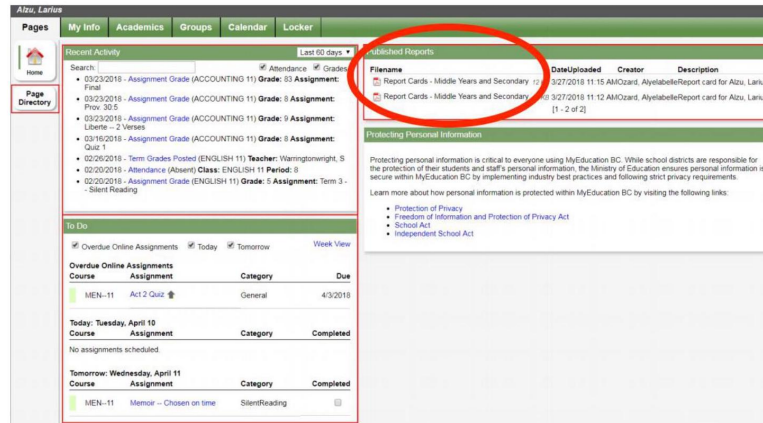 Alzu, Larius
Pages My Info Academics Groups Calendar Locker
Home
Page
Directory
Recent Activity Last 60 days
Search: Attendance Grades
03/23/2018 - Assignment Grade (ACCOUNTING 11) Grade: 83 Assignment:
Final
03/23/2018 - Assignment Grade (ACCOUNTING 11) Grade: 8 Assignment:
Prov. 30:5
03/23/2018 - Assignment Grade (ACCOUNTING 11) Grade: 9 Assignment:
Liberte -- 2 Verses
03/16/2018 - Assignment Grade (ACCOUNTING 11) Grade: 8 Assignment:
Quiz 1
02/26/2018 - Term Grades Posted (ENGLISH 11) Teacher: Warringtonwright, S
02/20/2018 - Attendance (Absent) Class: ENGLISH 11 Period: 8
02/20/2018 - Assignment Grade (ENGLISH 11) Grade: 5 Assignment: Term 3 -
- Silent Reading
To Do
Overdue Online Assignments Today Tomorrow Week View
Overdue Online Assignments
Course Assignment Category Due
MEN--11 Act 2 Quiz General 4/3/2018
Today: Tuesday, April 10
Course Assignment Category Completed
No assignments scheduled.
Tomorrow: Wednesday, April 11
Course Assignment Category Completed
MEN--11 Memoir -- Chosen on time SilentReading
Published Reports
Filename DateUploaded Creator Description
Report Cards - Middle Years and Secondary 3/27/2018 11:15 AMOzard, AlyelabelleReport card for Alzu, Lariu
Report Cards - Middle Years and Secondary 3/27/2018 11:12 AMOzard, AlyelabelleReport card for Alzu, Lariu
[1 - 2 of 2]
Protecting Personal Information
Protecting personal information is critical to everyone using MyEducation BC. While school districts are responsible for
the protection of their students and staff's personal information, the Ministry of Education ensures personal information is
secure within MyEducation BC by implementing industry best practices and following strict privacy requirements.
Learn more about how personal information is protected within MyEducation BC by visiting the following links:
Protection of Privacy
Freedom of Information and Protection of Privacy Act
School Act
Independent School Act